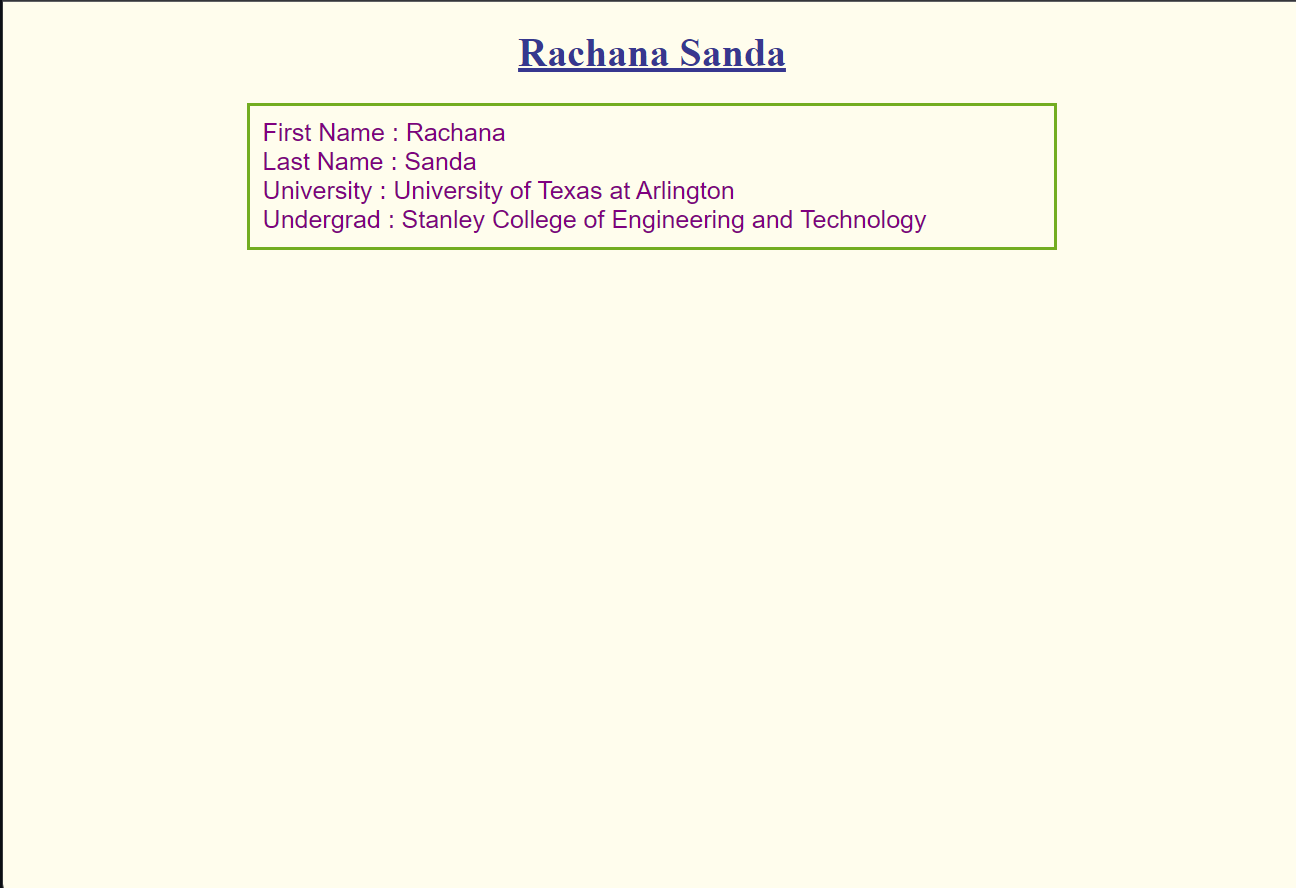 Rachana Sanda
First Name : Rachana
Last Name : Sanda
University : University of Texas at Arlington
Undergrad : Stanley College of Engineering and Technology